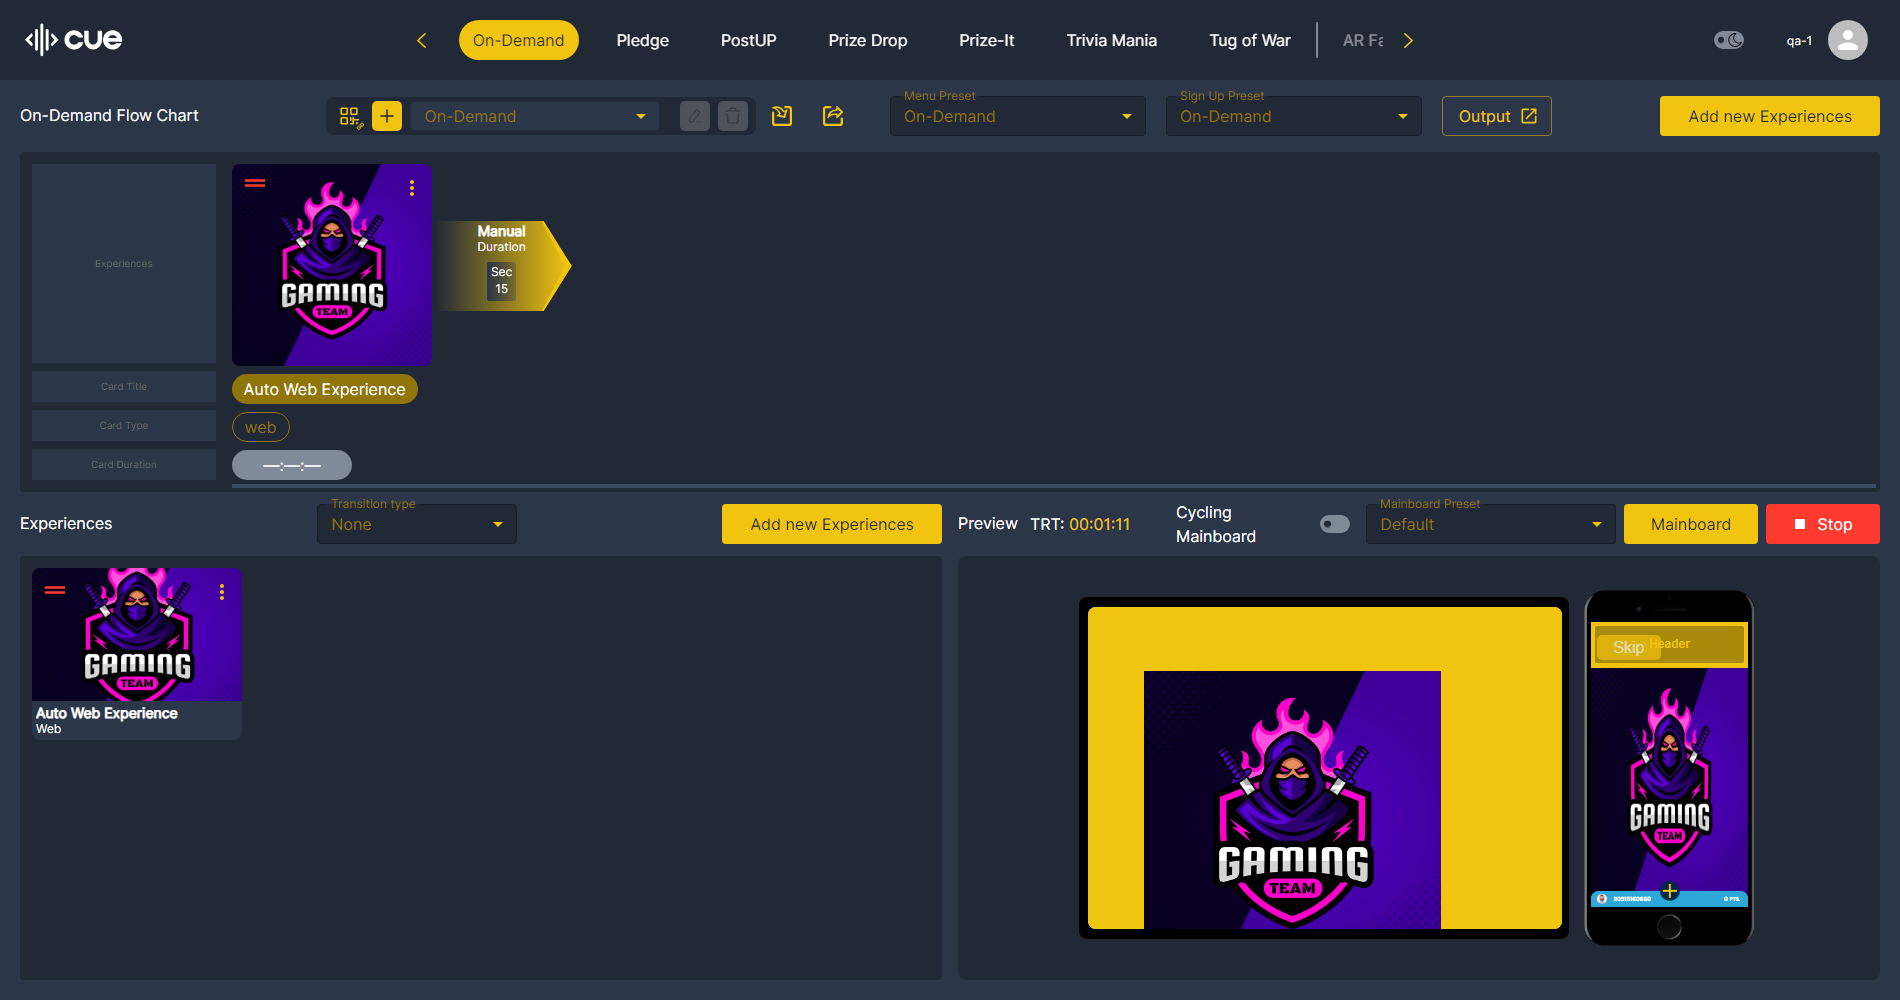 cue
On-Demand
Pledge
PostUP
Prize Drop
Prize-It
Trivia Mania
Tug of War
AR Fa
qa-1
On-Demand Flow Chart
On-Demand
Menu Preset
On-Demand
Sign Up Preset
On-Demand
Output
Add new Experiences
Experiences
GAMING
TEAM
Manual
Duration
Sec
15
Card Title
Auto Web Experience
Card Type
web
Card Duration
—:—:—
Experiences
Transition type
None
Add new Experiences
Preview
TRT: 00:01:11
Cycling
Mainboard
Mainboard Preset
Default
Mainboard
Stop
GAMING
TEAM
Auto Web Experience
Web
GAMING
TEAM
Skip
Header
GAMING
TEAM
0 PTS.